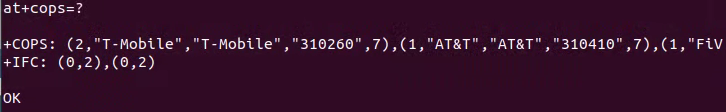 at+cops=?
+COPS: (2,"T-Mobile","T-Mobile","310260",7),(1,"AT&T","AT&T","310410",7),(1,"FiV
+IFC: (0,2),(0,2)
OK